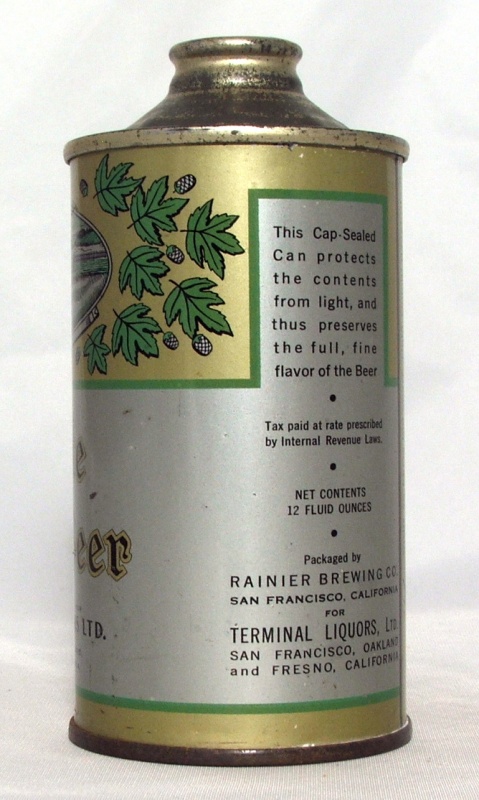 This Cap-Sealed
Can protects
the contents
from light, and
thus preserves
the full, fine
flavor of the Beer
Tax paid at rate prescribed
by Internal Revenue Laws.
NET CONTENTS
12 FLUID OUNCES
Packaged by
RAINIER BREWING CO.
SAN FRANCISCO, CALIFORNIA
FOR
TERMINAL LIQUORS, Ltd.
SAN FRANCISCO, OAKLAND
and FRESNO, CALIFORNIA
e
eer
S LTD.